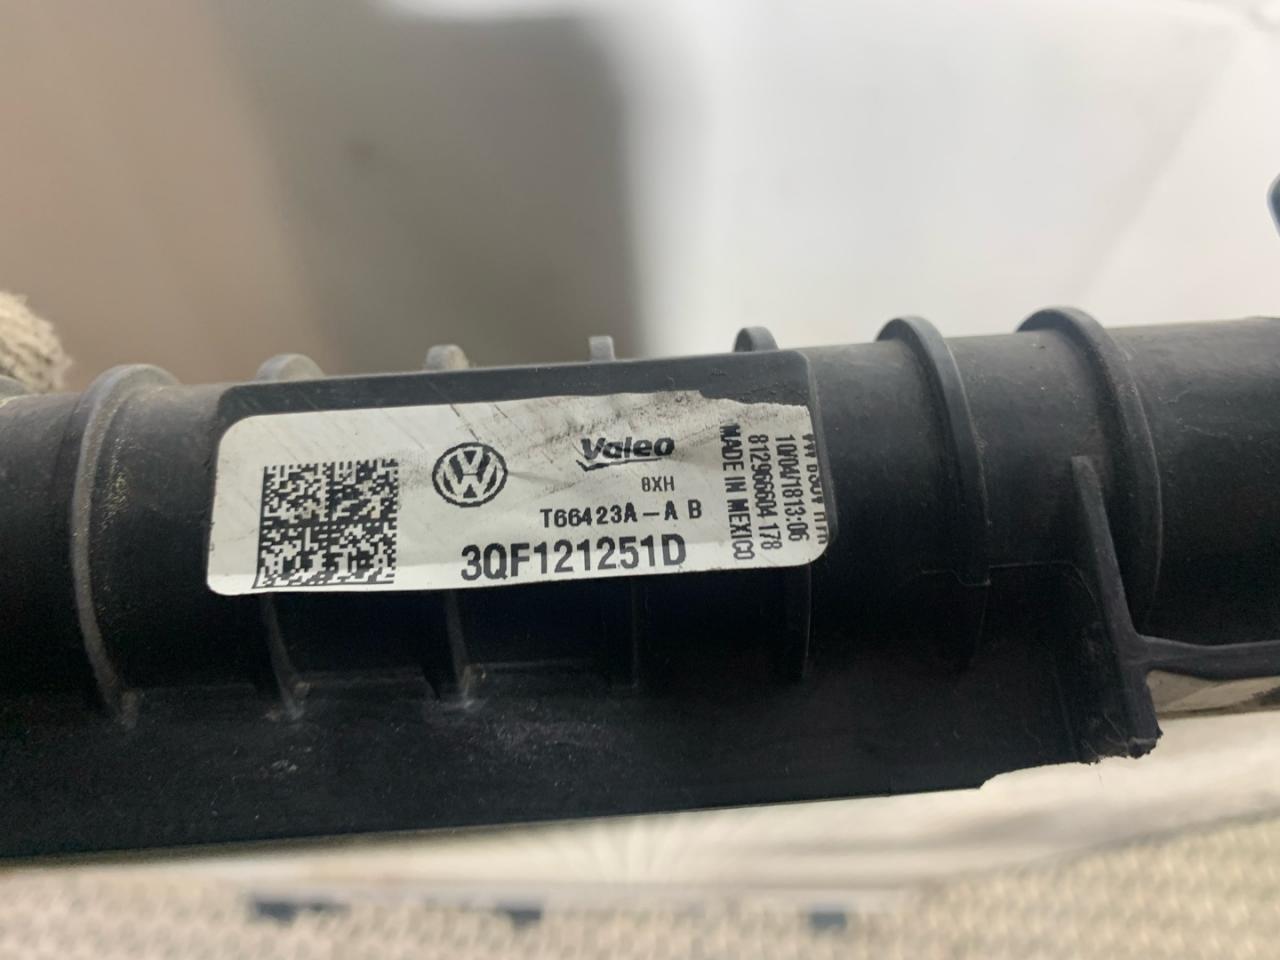 Valeo
8XH
T66423A-A B
3QF121251D
10/04/18 13:06
812966604 178
MADE IN MEXICO